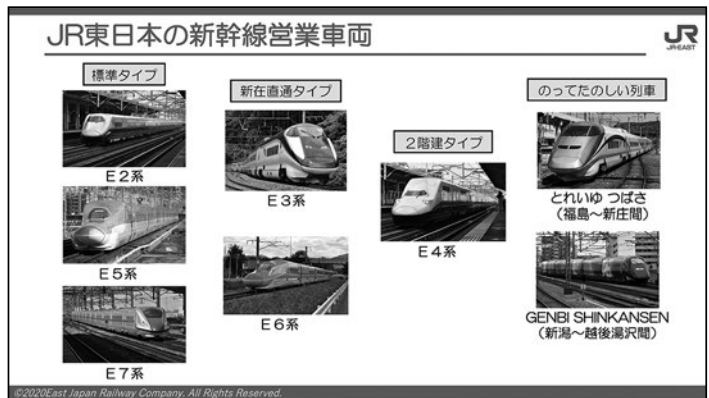 JR東日本の新幹線営業車両
JR
JR-EAST
標準タイプ
E2系
E5系
E7系
新在直通タイプ
E3系
E6系
2階建タイプ
E4系
のってたのしい列車
とれいゆ つばさ
(福島~新庄間)
GENBI SHINKANSEN
(新潟~越後湯沢間)
©2020East Japan Railway Company. All Rights Reserved.